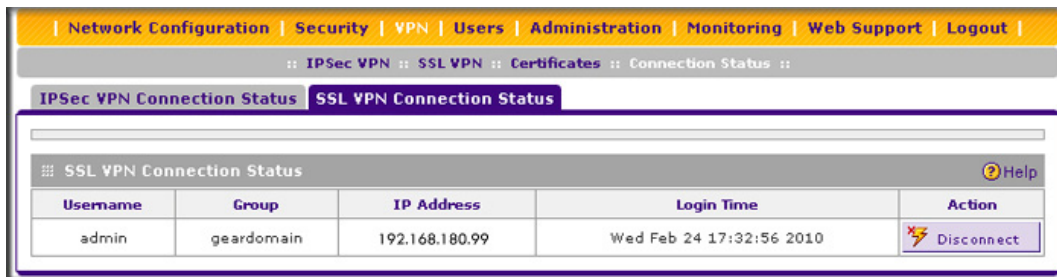 | Network Configuration | Security | VPN | Users | Administration | Monitoring | Web Support | Logout |
:: IPSec VPN :: SSL VPN :: Certificates :: Connection Status ::
IPSec VPN Connection Status SSL VPN Connection Status
SSL VPN Connection Status ? Help
Username Group IP Address Login Time Action
admin geardomain 192.168.180.99 Wed Feb 24 17:32:56 2010 Disconnect